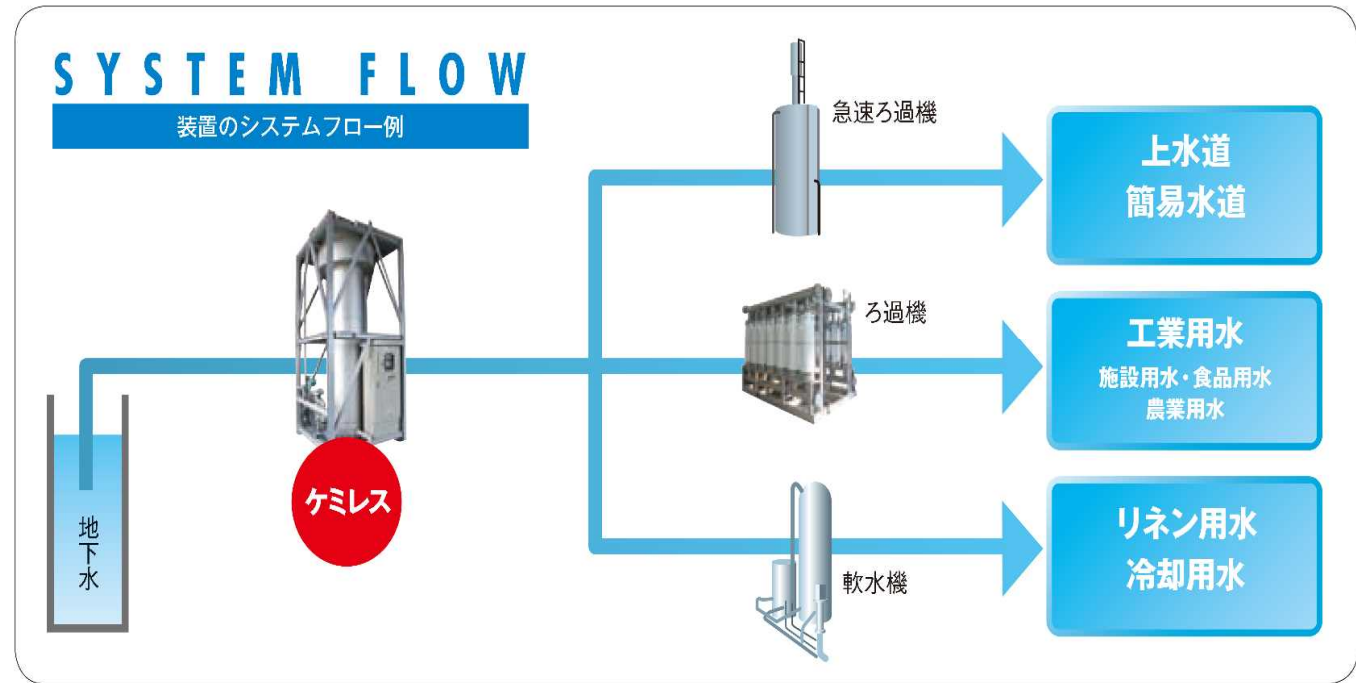 SYSTEM FLOW
装置のシステムフロー例
急速ろ過機
上水道
簡易水道
ろ過機
工業用水
施設用水・食品用水
農業用水
地下水
ケミレス
軟水機
リネン用水
冷却用水